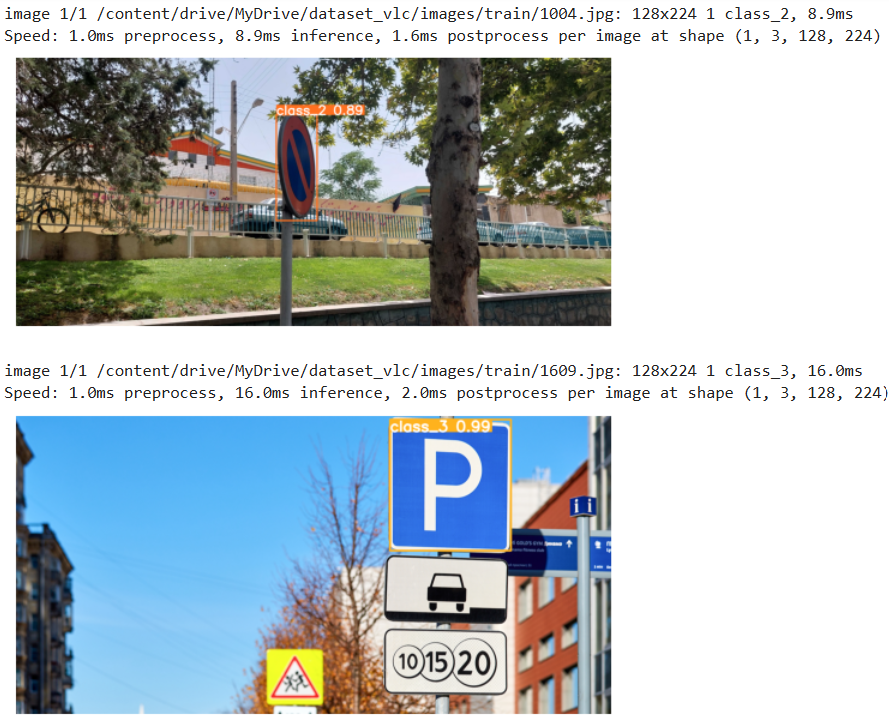 image 1/1 /content/drive/MyDrive/dataset_vlc/images/train/1004.jpg: 128x224 1 class_2, 8.9ms
Speed: 1.0ms preprocess, 8.9ms inference, 1.6ms postprocess per image at shape (1, 3, 128, 224)
class_2 0.89
image 1/1 /content/drive/MyDrive/dataset_vlc/images/train/1609.jpg: 128x224 1 class_3, 16.0ms
Speed: 1.0ms preprocess, 16.0ms inference, 2.0ms postprocess per image at shape (1, 3, 128, 224)
class_3 0.99
P
i i
10 15 20